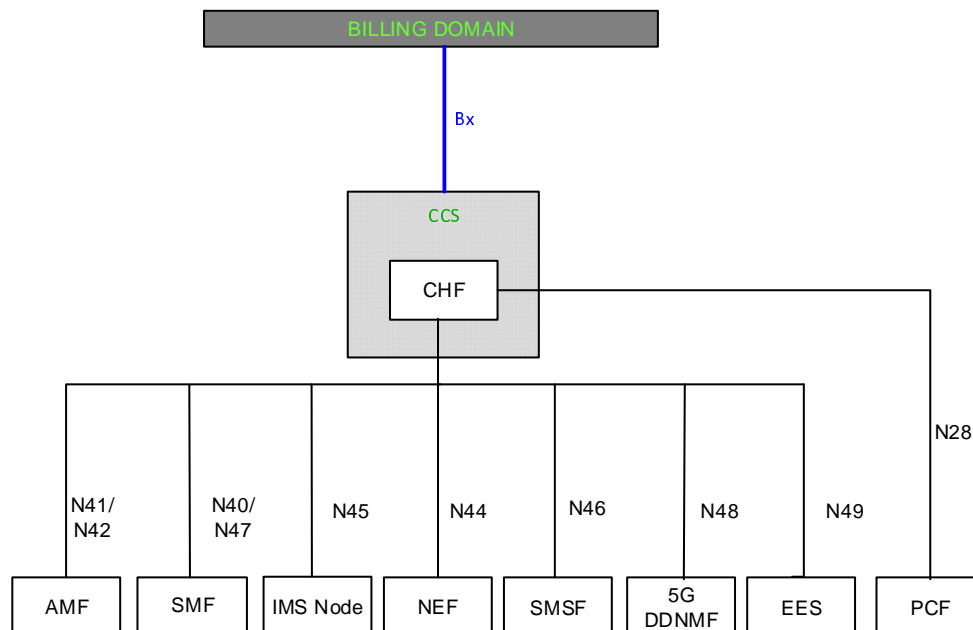 BILLING DOMAIN
Bx
CCS
CHF
N28
N41/
N42
N40/
N47
N45
N44
N46
N48
N49
AMF
SMF
IMS Node
NEF
SMSF
5G
DDNMF
EES
PCF